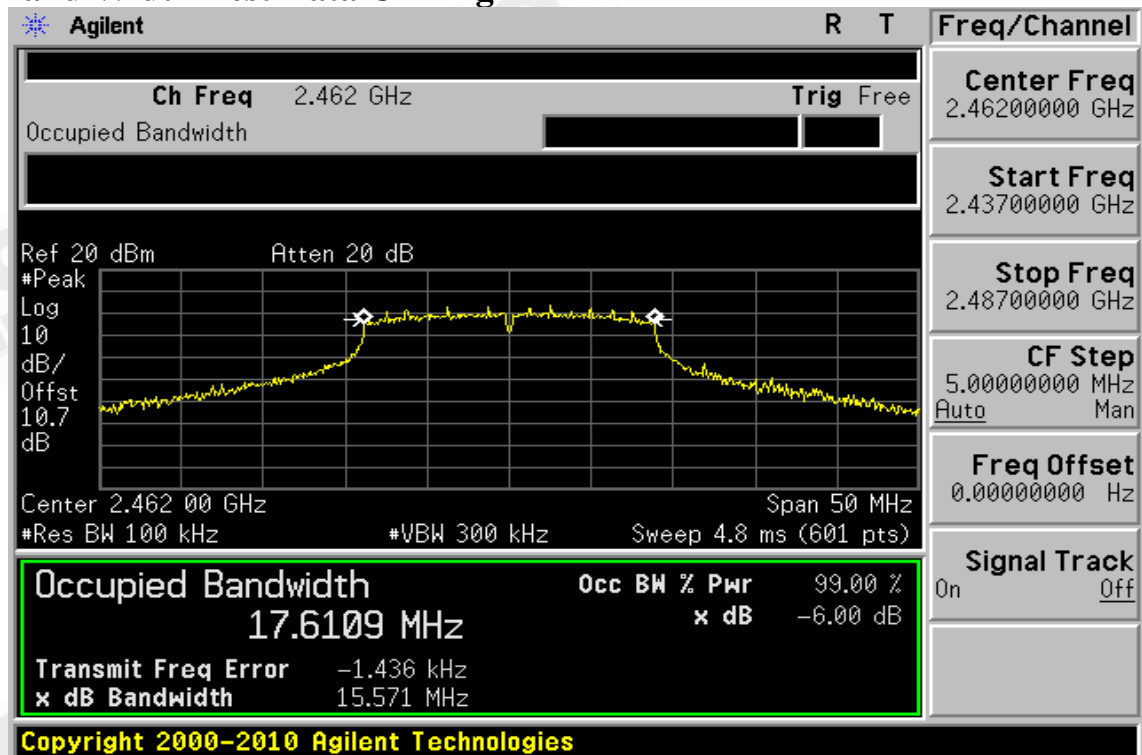 Agilent R T Freq/Channel
Ch Freq 2.462 GHz Trig Free
Occupied Bandwidth
Center Freq
2.46200000 GHz
Start Freq
2.43700000 GHz
Stop Freq
2.48700000 GHz
CF Step
5.00000000 MHz
Auto Man
Freq Offset
0.00000000 Hz
Signal Track
On Off
Ref 20 dBm Atten 20 dB
#Peak
Log
10
dB/
Offst
10.7
dB
Center 2.462 00 GHz Span 50 MHz
#Res BW 100 kHz #VBW 300 kHz Sweep 4.8 ms (601 pts)
Occupied Bandwidth Occ BW % Pwr 99.00 %
17.6109 MHz x dB -6.00 dB
Transmit Freq Error -1.436 kHz
x dB Bandwidth 15.571 MHz
Copyright 2000-2010 Agilent Technologies